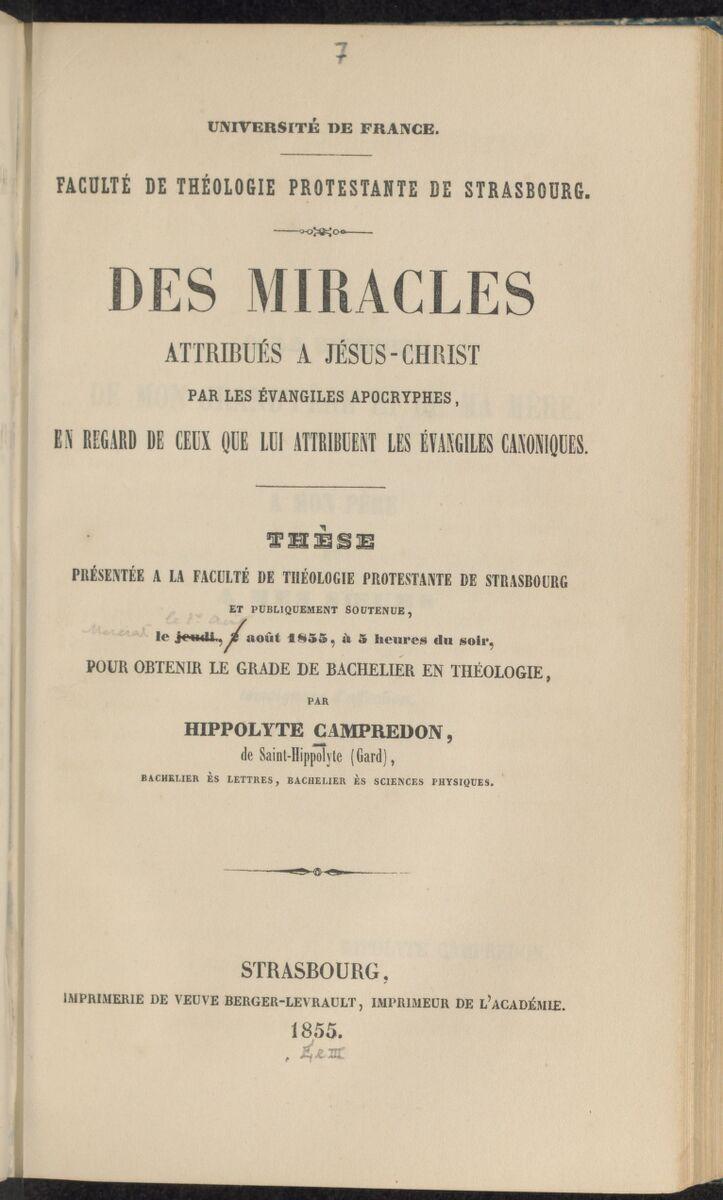 7
UNIVERSITÉ DE FRANCE.
FACULTÉ DE THÉOLOGIE PROTESTANTE DE STRASBOURG.
DES MIRACLES
ATTRIBUÉS A JÉSUS-CHRIST
PAR LES ÉVANGILES APOCRYPHES,
EN REGARD DE CEUX QUE LUI ATTRIBUENT LES ÉVANGILES CANONIQUES.
THÈSE
PRÉSENTÉE A LA FACULTÉ DE THÉOLOGIE PROTESTANTE DE STRASBOURG
ET PUBLIQUEMENT SOUTENUE,
le jeudi, 2 août 1855, à 5 heures du soir,
POUR OBTENIR LE GRADE DE BACHELIER EN THÉOLOGIE,
PAR
HIPPOLYTE CAMPREDON,
de Saint-Hippolyte (Gard),
BACHELIER ÈS LETTRES, BACHELIER ÈS SCIENCES PHYSIQUES.
STRASBOURG,
IMPRIMERIE DE VEUVE BERGER-LEVRAULT, IMPRIMEUR DE L'ACADÉMIE.
1855.